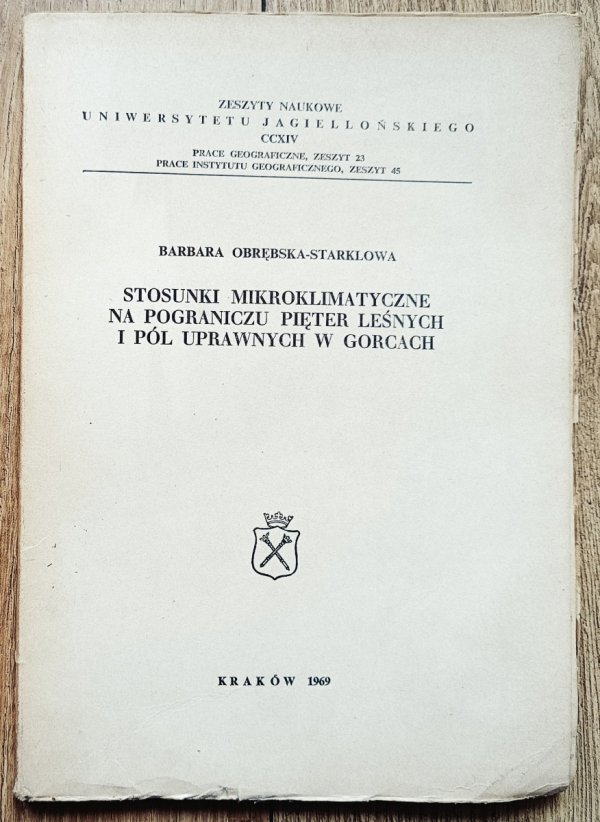 ZESZYTY NAUKOWE
UNIWERSYTETU JAGIELLOŃSKIEGO
CCXIV
PRACE GEOGRAFICZNE, ZESZYT 23
PRACE INSTYTUTU GEOGRAFICZNEGO, ZESZYT 45
BARBARA OBRĘBSKA-STARKLOWA
STOSUNKI MIKROKLIMATYCZNE
NA POGRANICZU PIĘTER LEŚNYCH
I PÓL UPRAWNYCH W GORCACH
KRAKÓW 1969